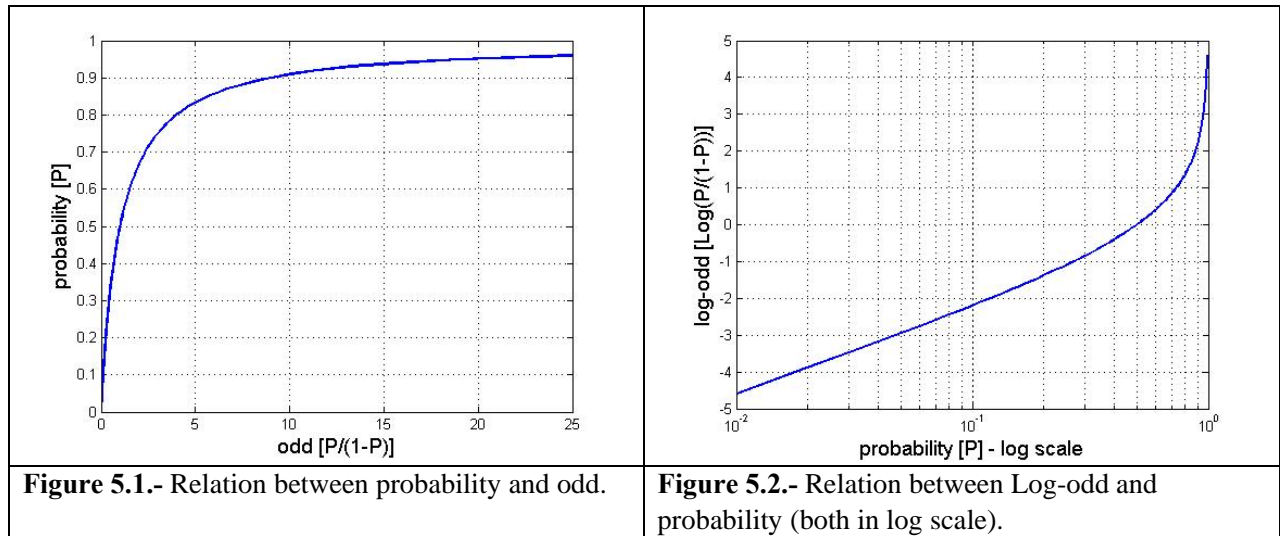 1
0.9
0.8
0.7
0.6
0.5
0.4
0.3
0.2
0.1
0
probability [P]
0 5 10 15 20 25
odd [P/(1-P)]
5
4
3
2
1
0
-1
-2
-3
-4
-5
log-odd [Log(P/(1-P))]
10^-2 10^-1 10^0
probability [P] - log scale
Figure 5.1.- Relation between probability and odd.
Figure 5.2.- Relation between Log-odd and
probability (both in log scale).